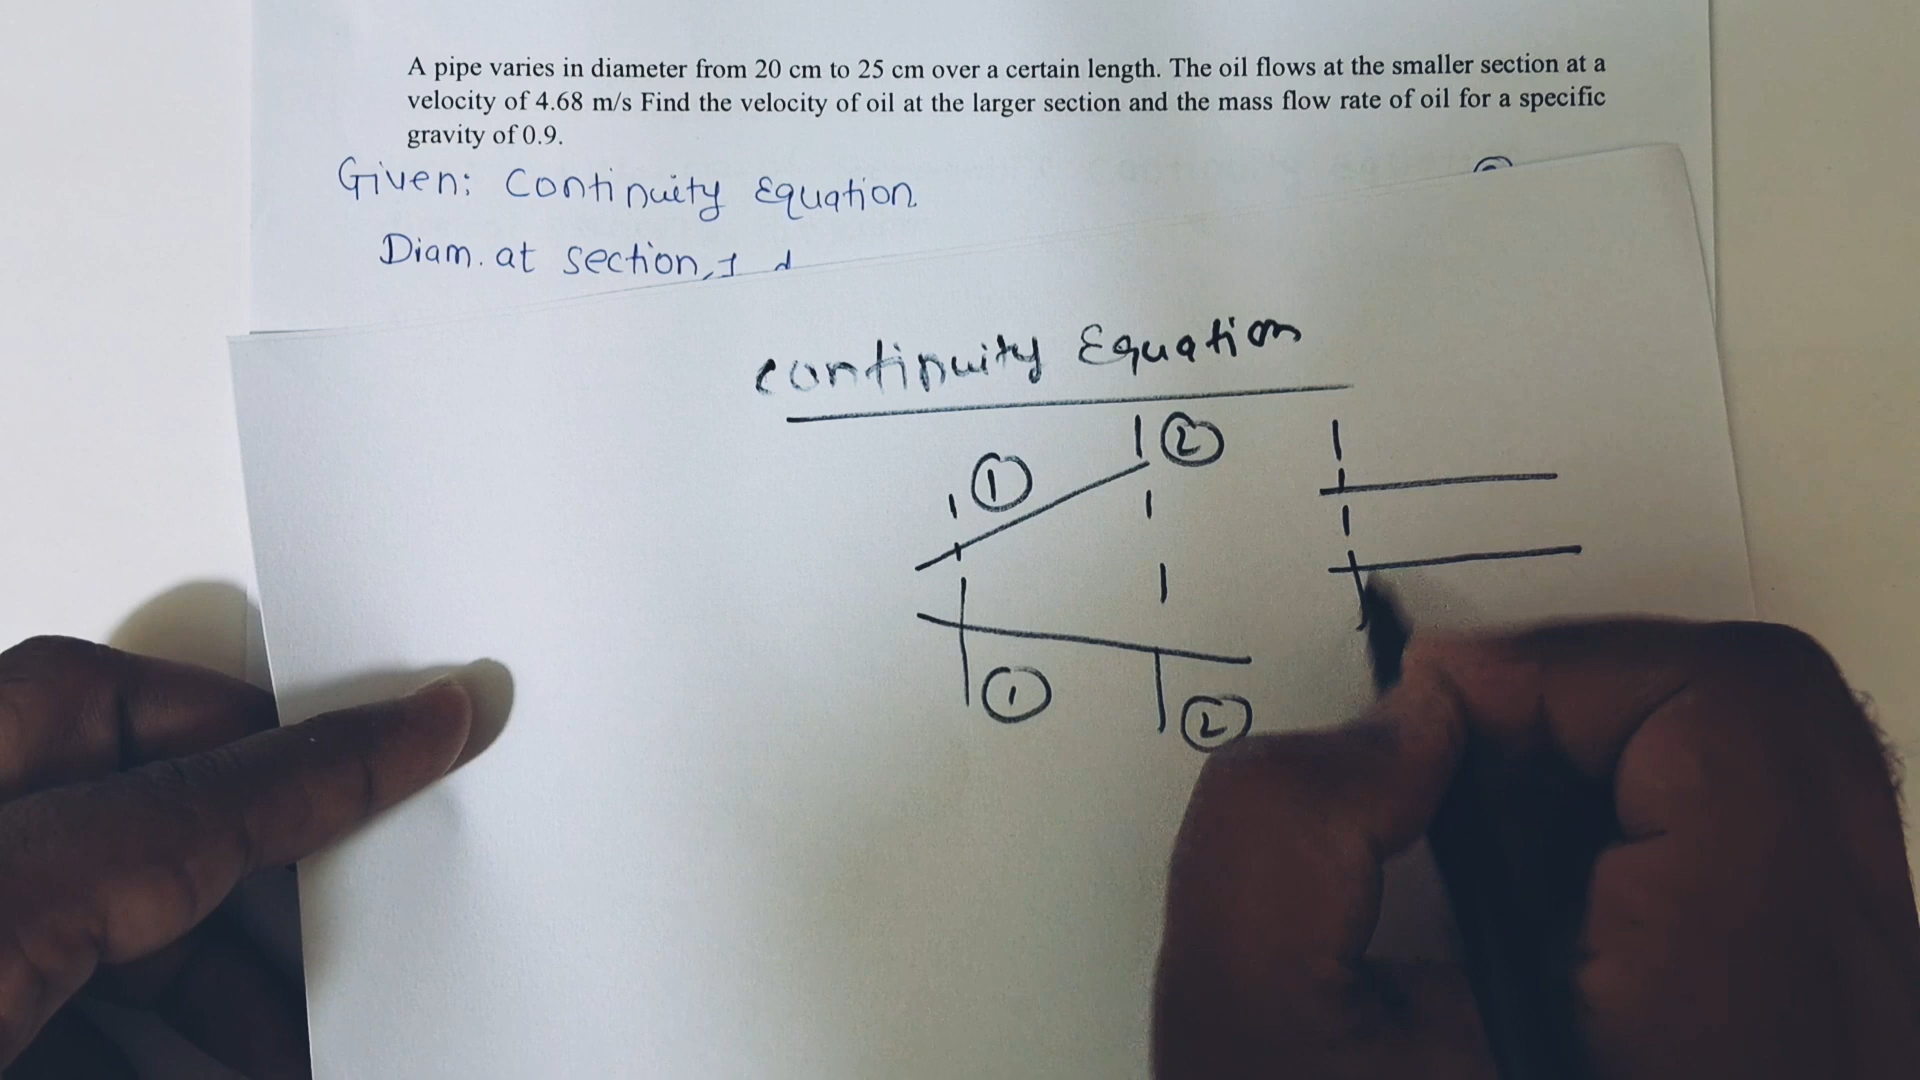 A pipe varies in diameter from 20 cm to 25 cm over a certain length. The oil flows at the smaller section at a
velocity of 4.68 m/s Find the velocity of oil at the larger section and the mass flow rate of oil for a specific
gravity of 0.9.
Given: Continuity Equation
Diam. at section, 1 d
continuity Equation
1 2
1 2